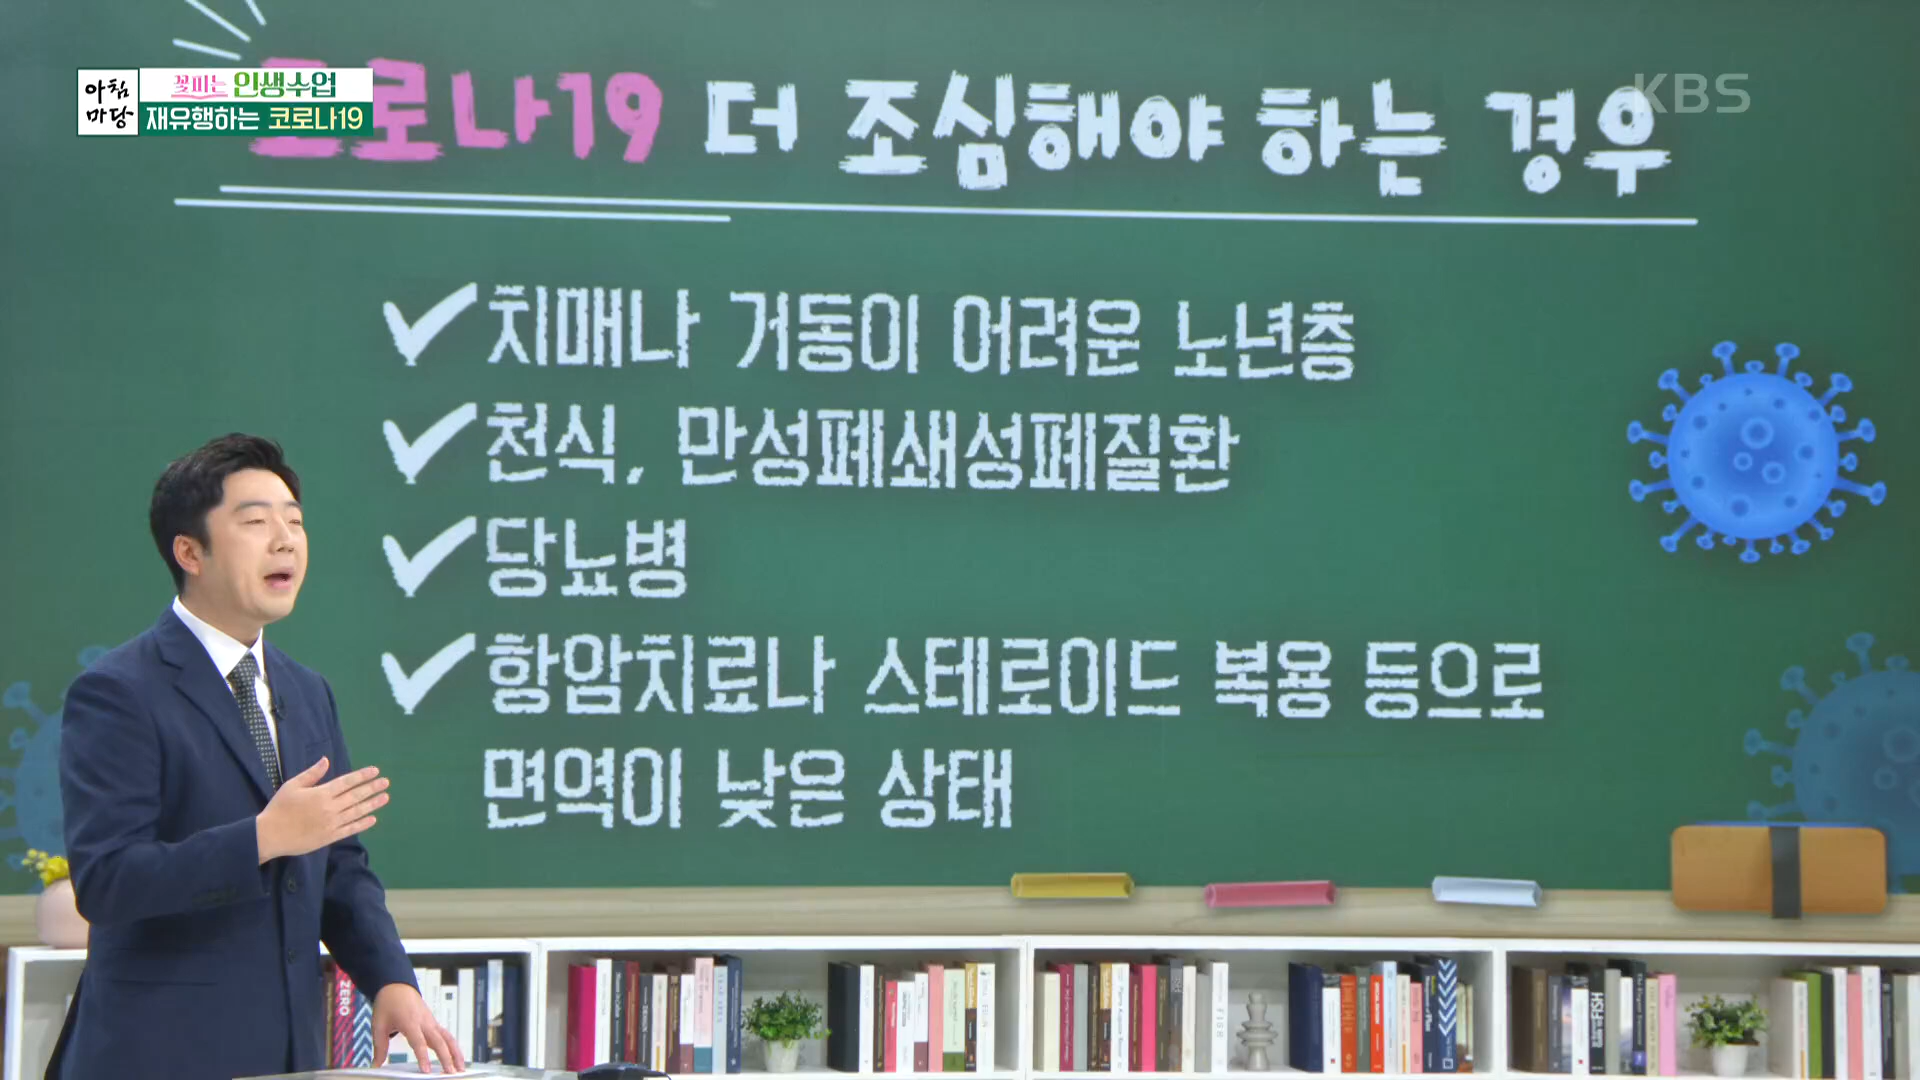 아침
마당
꽃피는 인생수업
재유행하는 코로나19
KBS
코로나19 더 조심해야 하는 경우
치매나 거동이 어려운 노년층
천식, 만성폐쇄성폐질환
당뇨병
항암치료나 스테로이드 복용 등으로
면역이 낮은 상태
ZERO
FISH